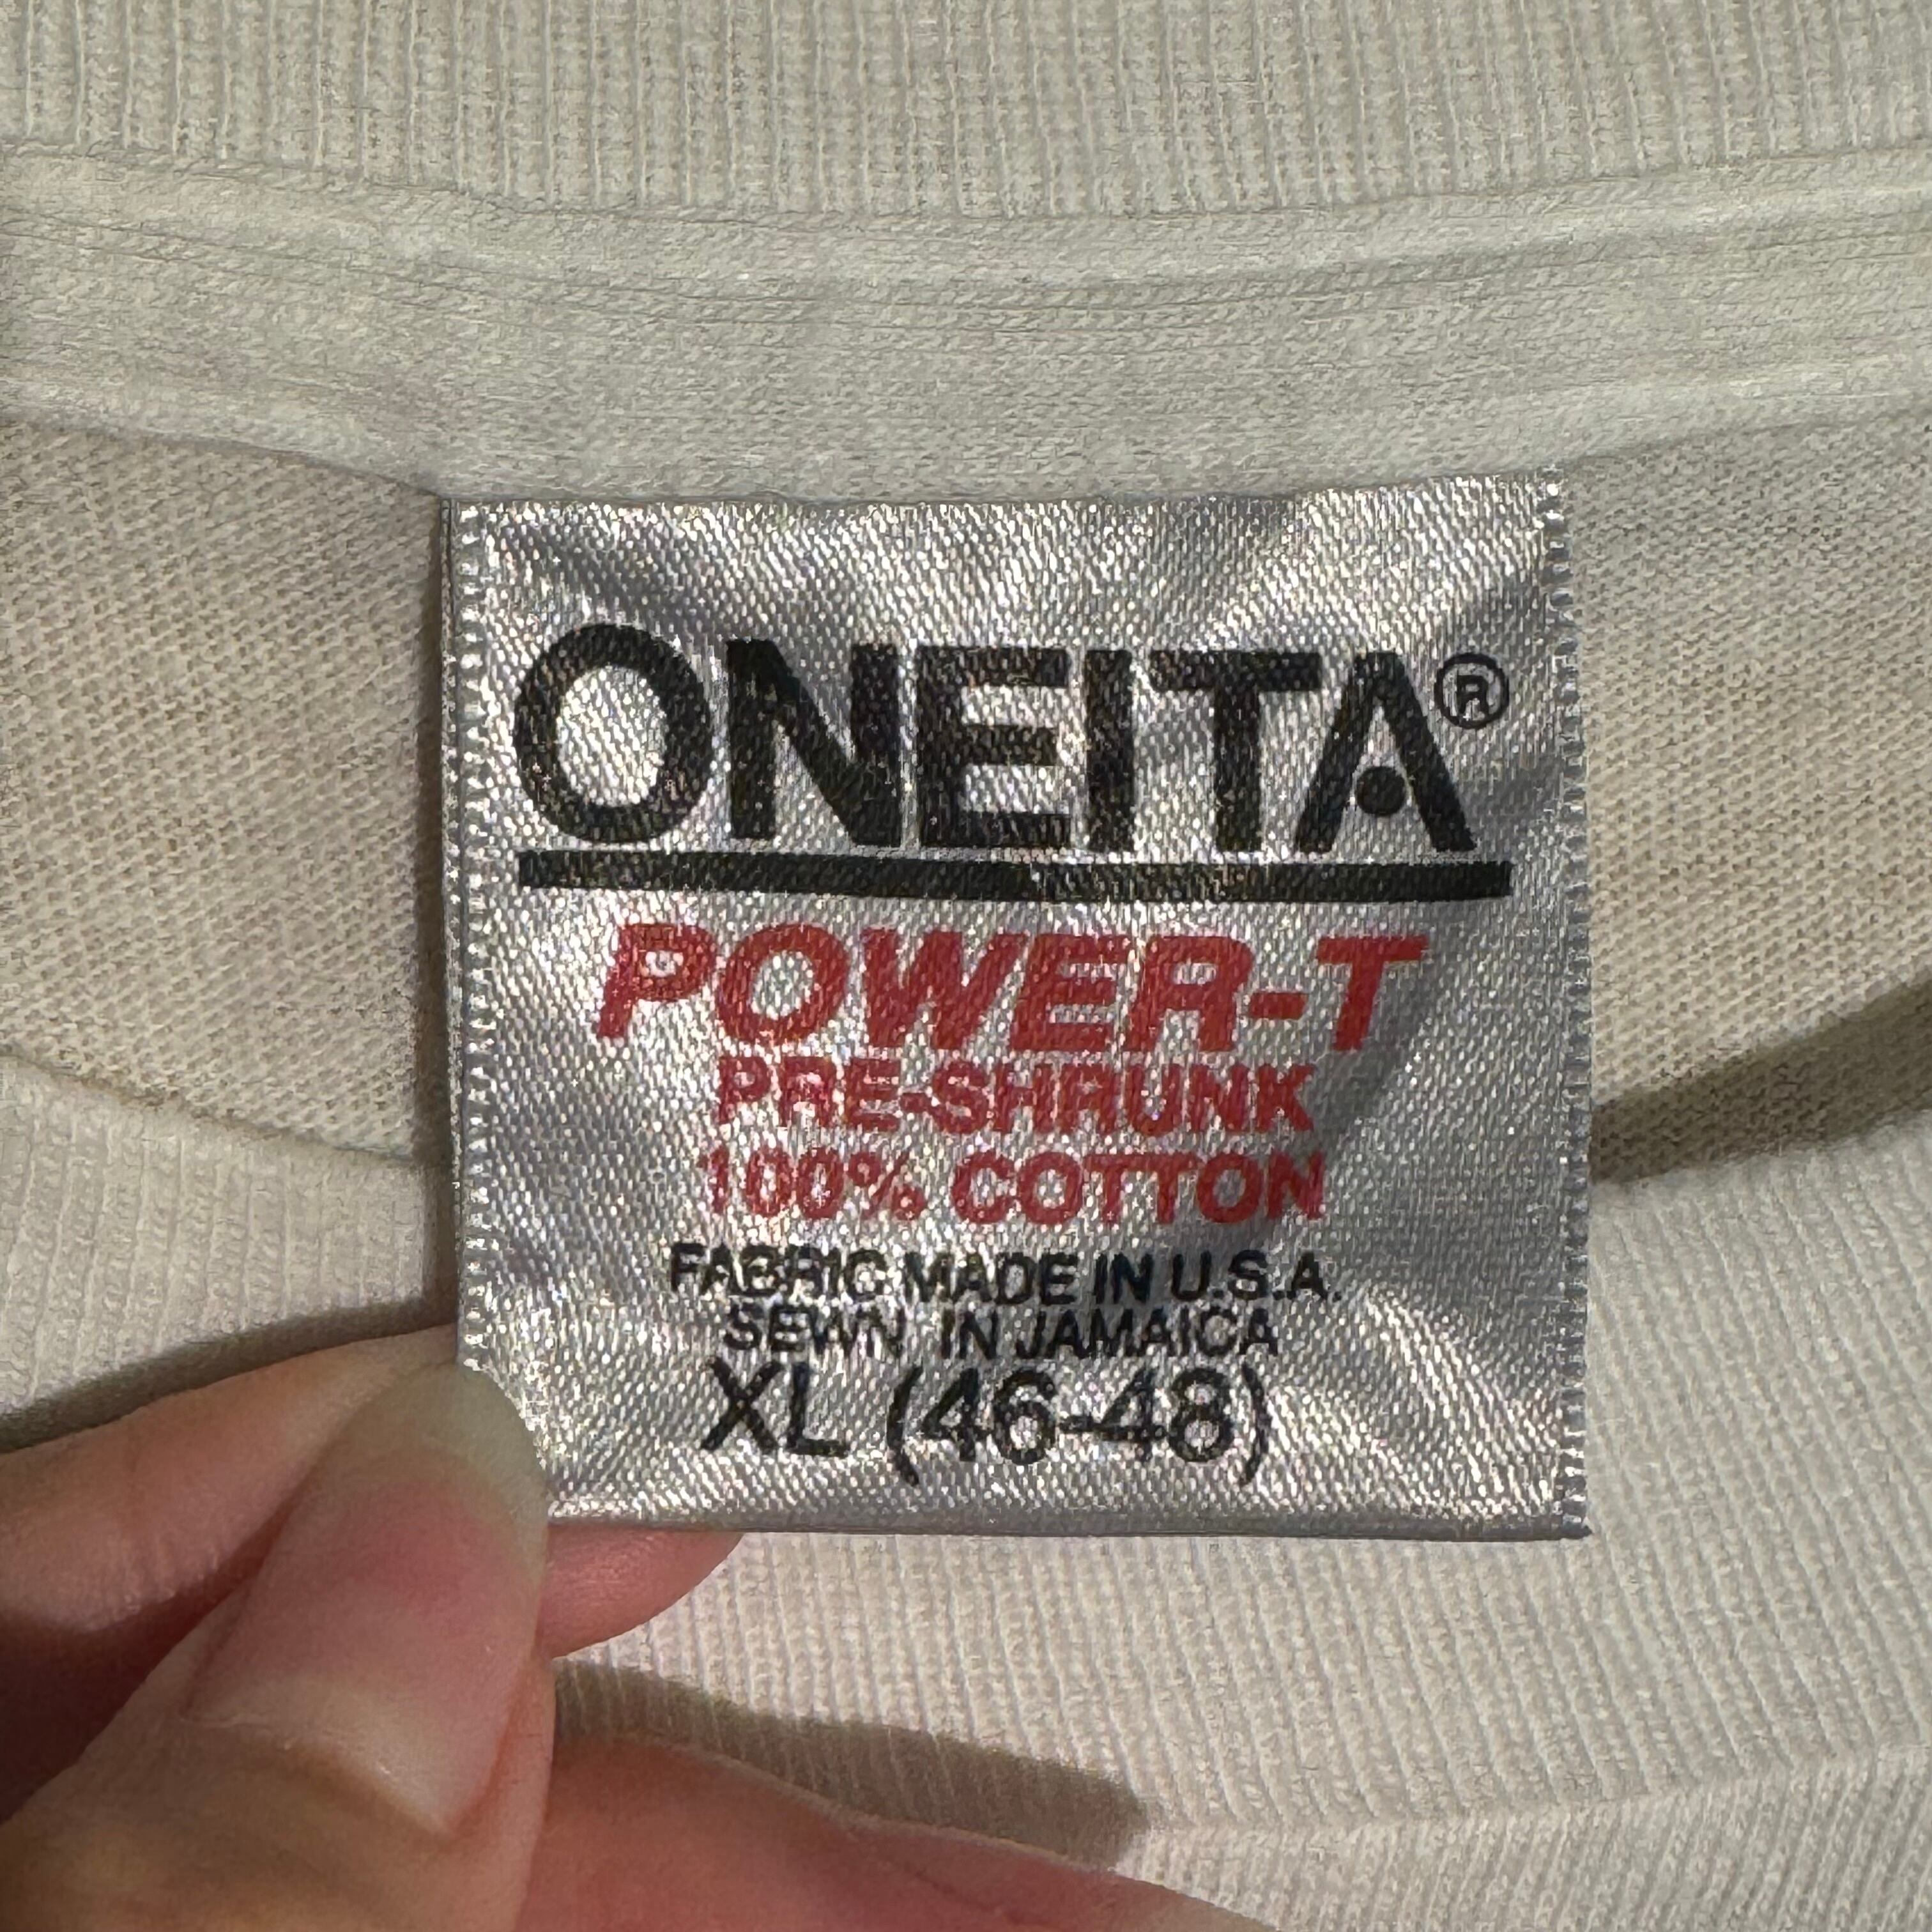 ONEITA®
POWER-T
PRE-SHRUNK
100% COTTON
FABRIC MADE IN U.S.A.
SEWN IN JAMAICA
XL (46-48)